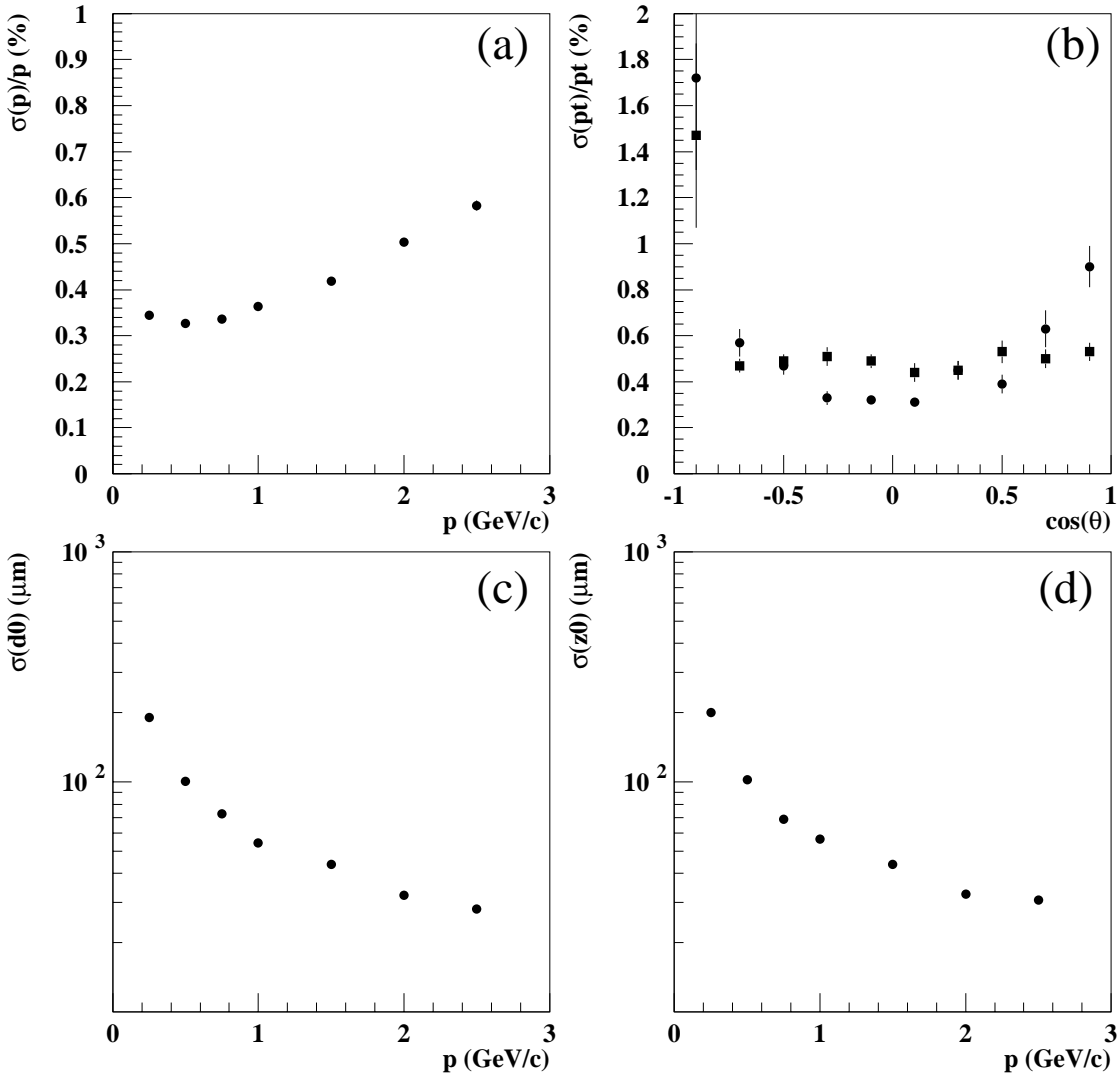 σ(p)/p (%)
(a)
1
0.9
0.8
0.7
0.6
0.5
0.4
0.3
0.2
0.1
0
0 1 2 3
p (GeV/c)
σ(pt)/pt (%)
(b)
2
1.8
1.6
1.4
1.2
1
0.8
0.6
0.4
0.2
0
-1 -0.5 0 0.5 1
cos(θ)
σ(d0) (μm)
(c)
10 3
10 2
0 1 2 3
p (GeV/c)
σ(z0) (μm)
(d)
10 3
10 2
0 1 2 3
p (GeV/c)